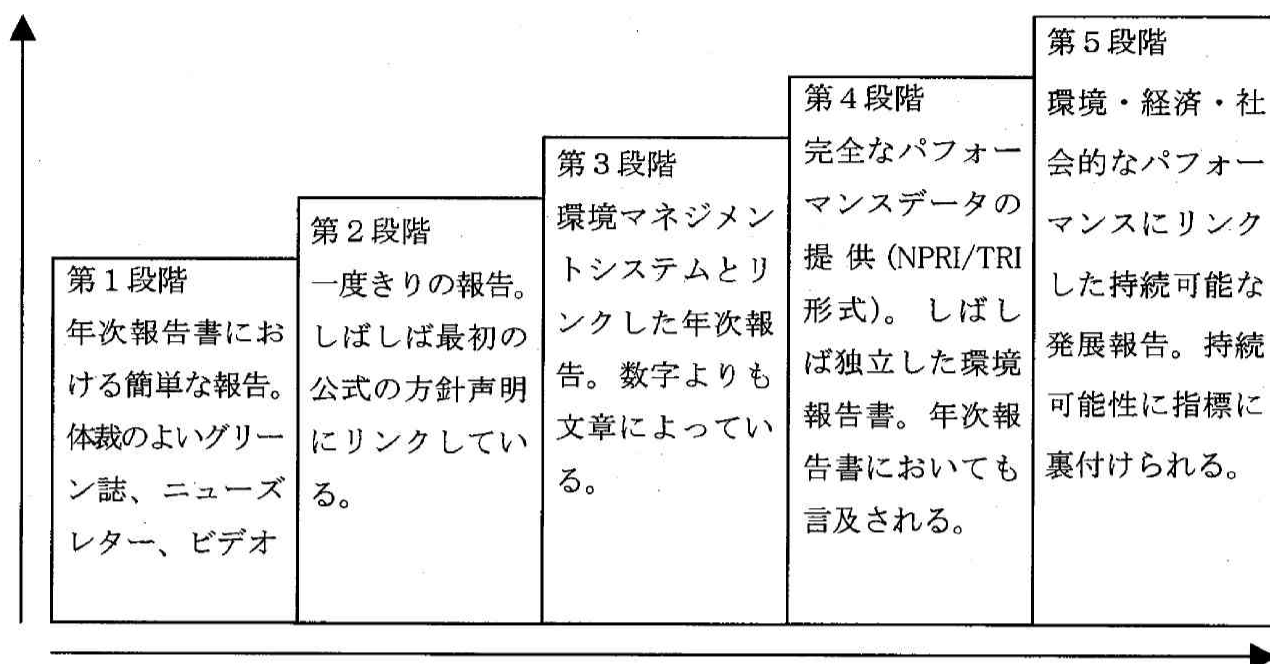 第1段階
年次報告書にお
ける簡単な報告。
体裁のよいグリー
ン誌、ニューズ
レター、ビデオ
第2段階
一度きりの報告。
しばしば最初の
公式の方針声明
にリンクしてい
る。
第3段階
環境マネジメン
トシステムとリ
ンクした年次報
告。数字よりも
文章によってい
る。
第4段階
完全なパフォー
マンスデータの
提供(NPRI/TRI
形式)。しばし
ば独立した環境
報告書。年次報
告書においても
言及される。
第5段階
環境・経済・社
会的なパフォー
マンスにリンク
した持続可能な
発展報告。持続
可能性に指標に
裏付けられる。